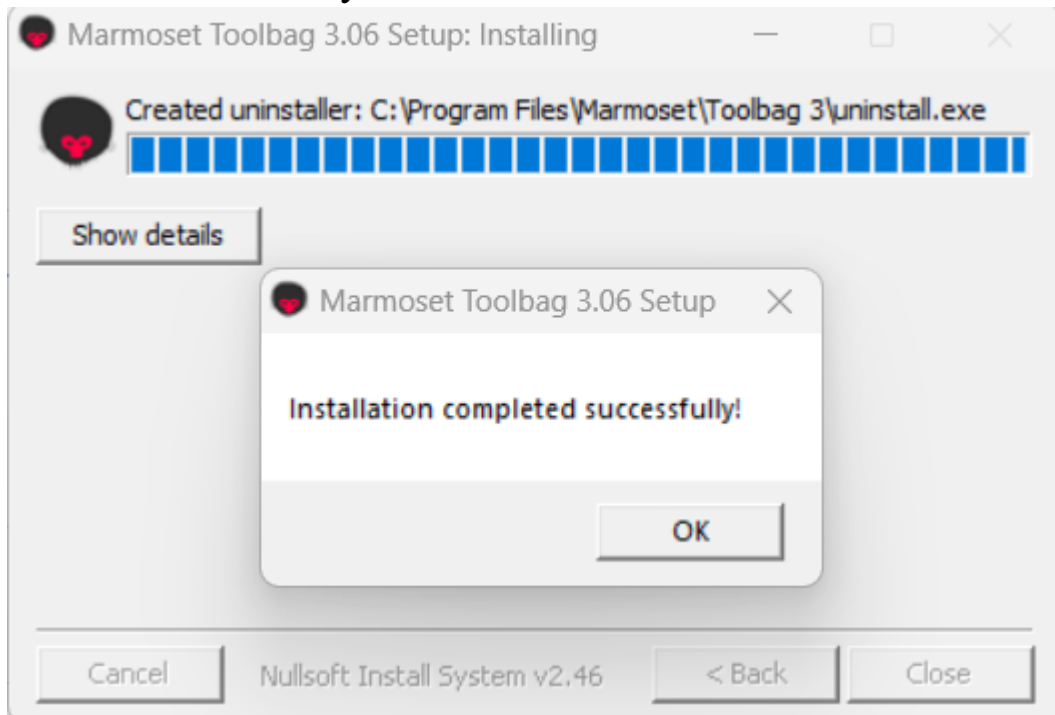 Marmoset Toolbag 3.06 Setup: Installing
Created uninstaller: C:\Program Files\Marmoset\Toolbag 3\uninstall.exe
Show details
Marmoset Toolbag 3.06 Setup
Installation completed successfully!
OK
Cancel
Nullsoft Install System v2.46
< Back
Close